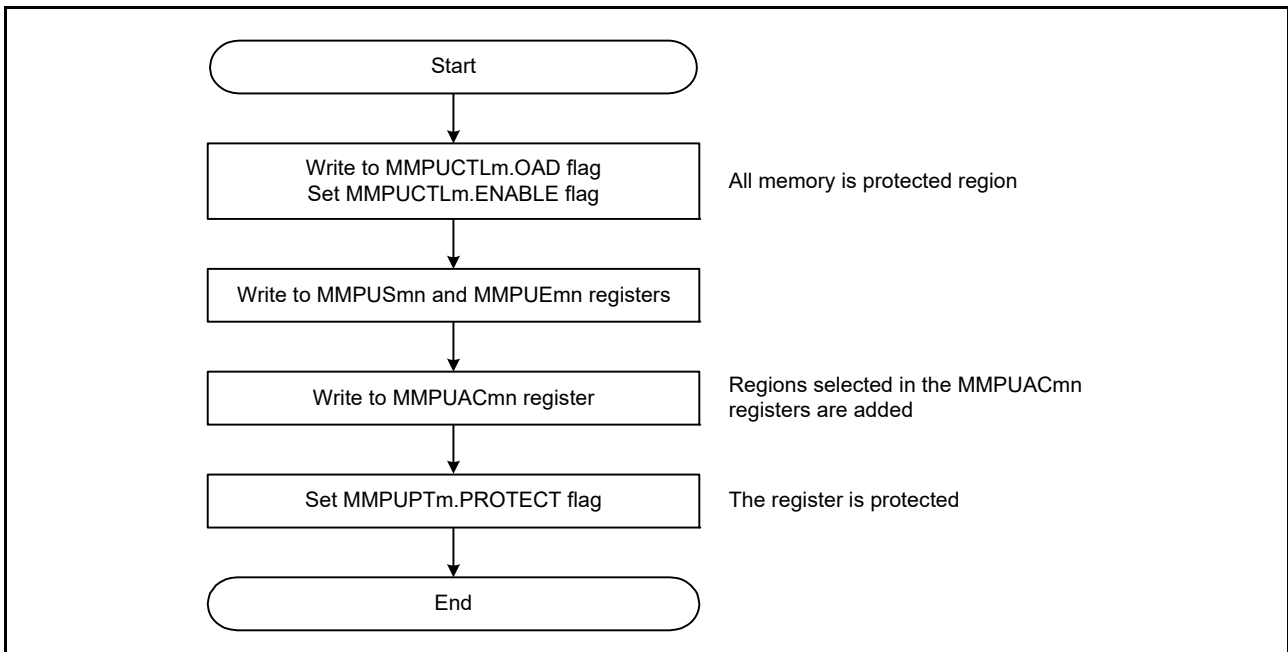 Start
Write to MMPUCTLm.OAD flag
Set MMPUCTLm.ENABLE flag
All memory is protected region
Write to MMPUSmn and MMPUEmn registers
Write to MMPUACmn register
Regions selected in the MMPUACmn
registers are added
Set MMPUPTm.PROTECT flag
The register is protected
End